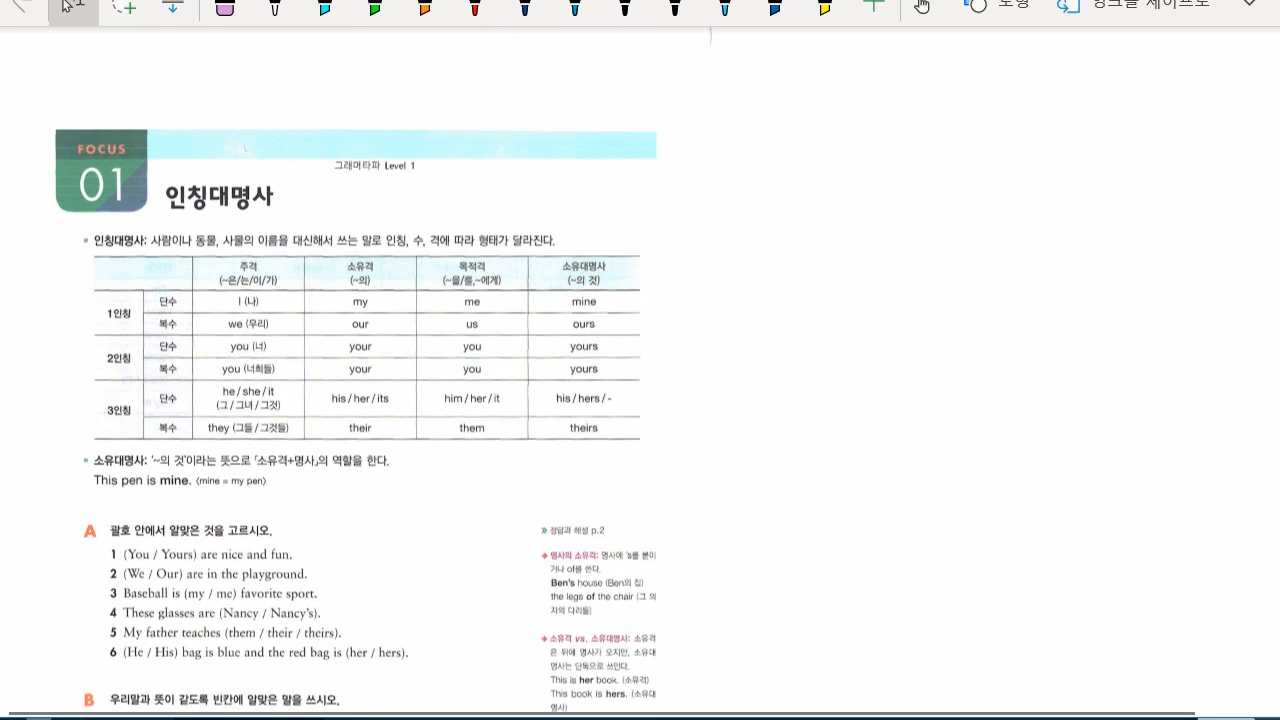 도형
잉크를 셰이프로
FOCUS
01
그래머타파 Level 1
인칭대명사
▪ 인칭대명사: 사람이나 동물, 사물의 이름을 대신해서 쓰는 말로 인칭, 수, 격에 따라 형태가 달라진다.
주격 소유격 목적격 소유대명사
(~은/는/이/가) (~의) (~을/를,~에게) (~의 것)
1인칭 단수 I (나) my me mine
복수 we (우리) our us ours
2인칭 단수 you (너) your you yours
복수 you (너희들) your you yours
3인칭 단수 he / she / it (그 / 그녀 / 그것) his / her / its him / her / it his / hers / -
복수 they (그들 / 그것들) their them theirs
▪ 소유대명사: '~의 것'이라는 뜻으로 「소유격+명사」의 역할을 한다.
This pen is mine. (mine = my pen)
A 괄호 안에서 알맞은 것을 고르시오.
1 (You / Yours) are nice and fun.
2 (We / Our) are in the playground.
3 Baseball is (my / me) favorite sport.
4 These glasses are (Nancy / Nancy's).
5 My father teaches (them / their / theirs).
6 (He / His) bag is blue and the red bag is (her / hers).
B 우리말과 뜻이 같도록 빈칸에 알맞은 말을 쓰시오.
» 정답과 해설 p.2
명사의 소유격: 명사에 's를 붙이
거나 of를 쓴다.
Ben's house (Ben의 집)
the legs of the chair (그 의
자의 다리들)
소유격 vs. 소유대명사: 소유격
은 뒤에 명사가 오지만, 소유대
명사는 단독으로 쓰인다.
This is her book. (소유격)
This book is hers. (소유대
명사)